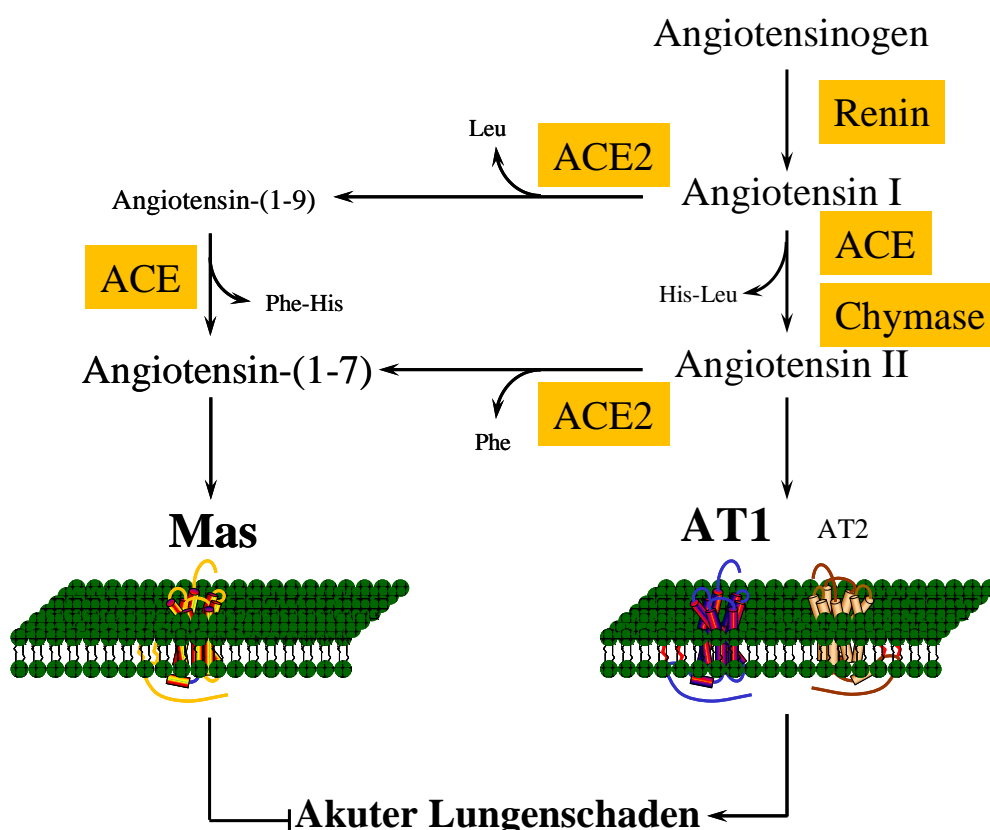 Angiotensinogen
Renin
Leu
ACE2
Angiotensin-(1-9)
Angiotensin I
ACE
ACE
Phe-His
His-Leu
Chymase
Angiotensin-(1-7)
Angiotensin II
ACE2
Phe
Mas
AT1
AT2
Akuter Lungenschaden